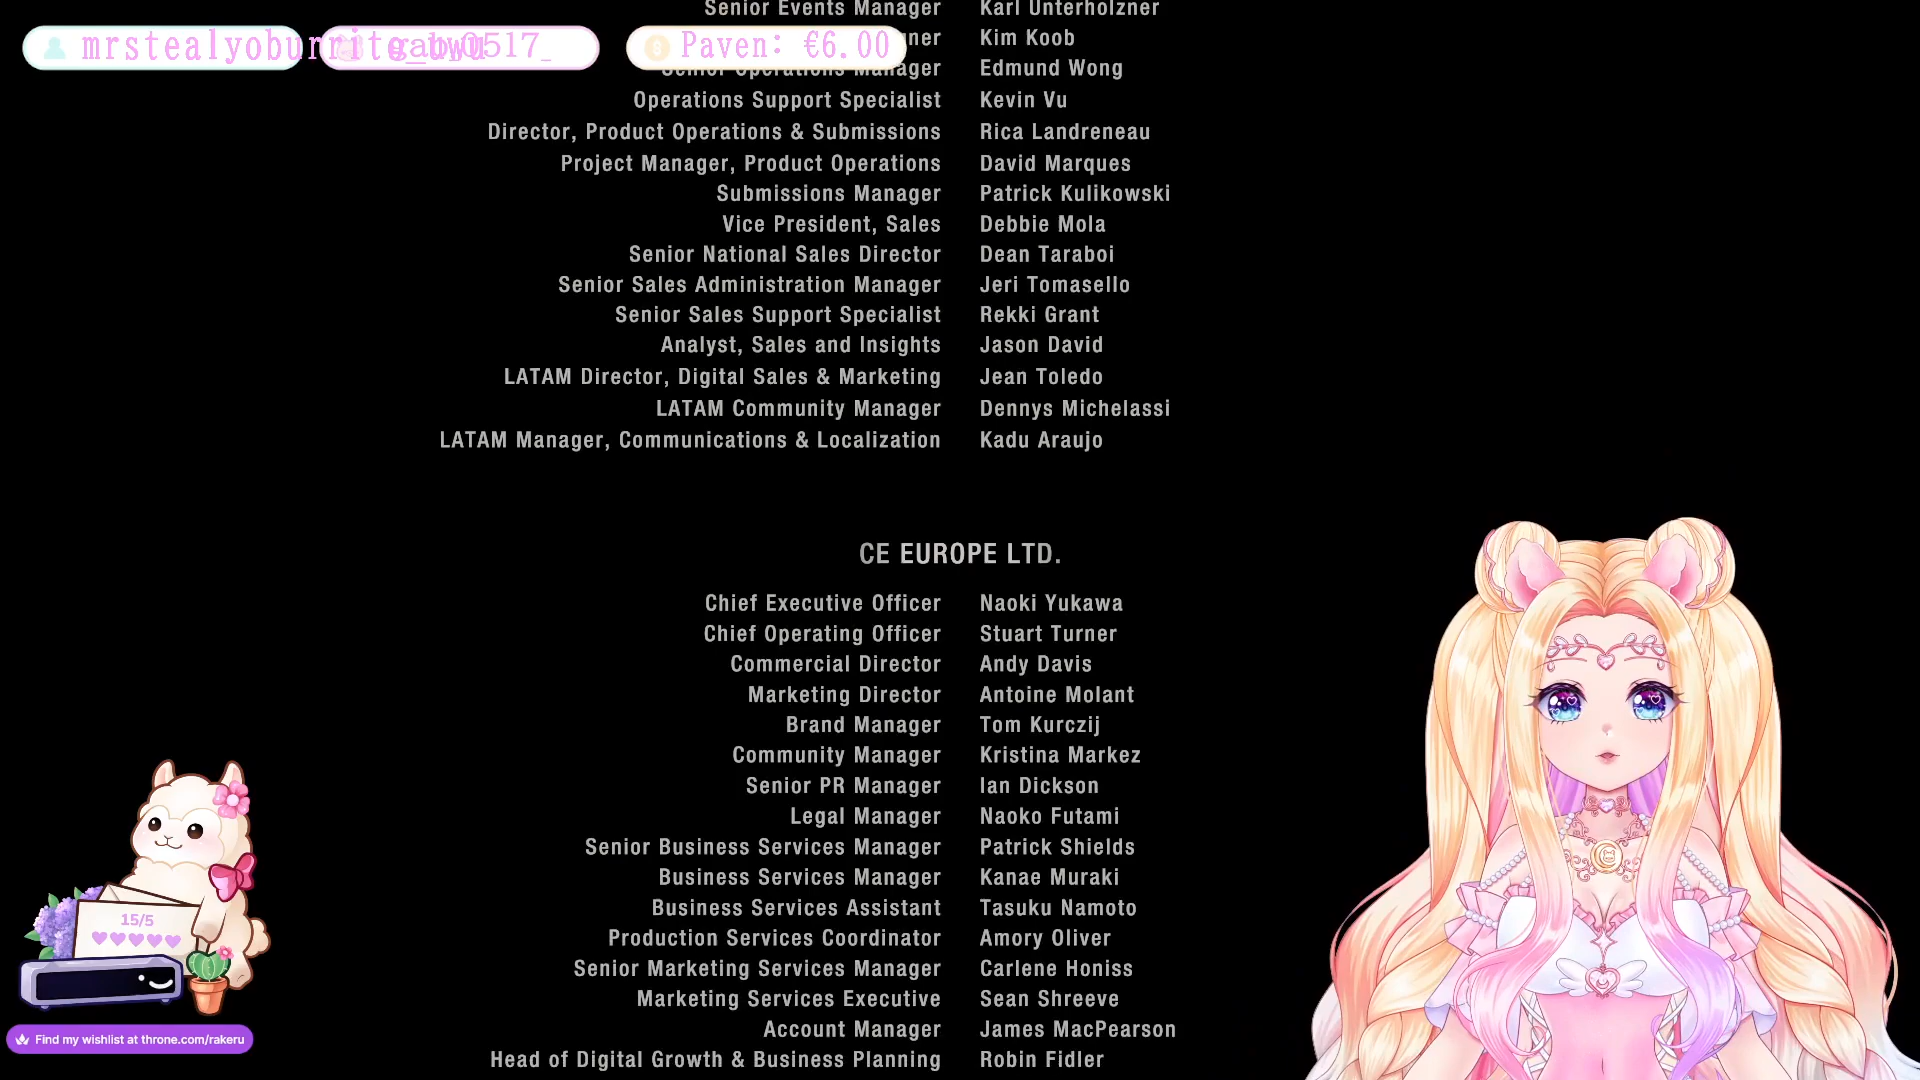 Senior Events Manager Karl Unterholzner
mrstealyoburrito_uwu
gaby0517_
Paven: €6.00
ner Kim Koob
Senior Operations Manager Edmund Wong
Operations Support Specialist Kevin Vu
Director, Product Operations & Submissions Rica Landreneau
Project Manager, Product Operations David Marques
Submissions Manager Patrick Kulikowski
Vice President, Sales Debbie Mola
Senior National Sales Director Dean Taraboi
Senior Sales Administration Manager Jeri Tomasello
Senior Sales Support Specialist Rekki Grant
Analyst, Sales and Insights Jason David
LATAM Director, Digital Sales & Marketing Jean Toledo
LATAM Community Manager Dennys Michelassi
LATAM Manager, Communications & Localization Kadu Araujo
CE EUROPE LTD.
Chief Executive Officer Naoki Yukawa
Chief Operating Officer Stuart Turner
Commercial Director Andy Davis
Marketing Director Antoine Molant
Brand Manager Tom Kurczij
Community Manager Kristina Markez
Senior PR Manager Ian Dickson
Legal Manager Naoko Futami
Senior Business Services Manager Patrick Shields
Business Services Manager Kanae Muraki
Business Services Assistant Tasuku Namoto
Production Services Coordinator Amory Oliver
Senior Marketing Services Manager Carlene Honiss
Marketing Services Executive Sean Shreeve
Account Manager James MacPearson
Head of Digital Growth & Business Planning Robin Fidler
15/5
Find my wishlist at throne.com/rakeru